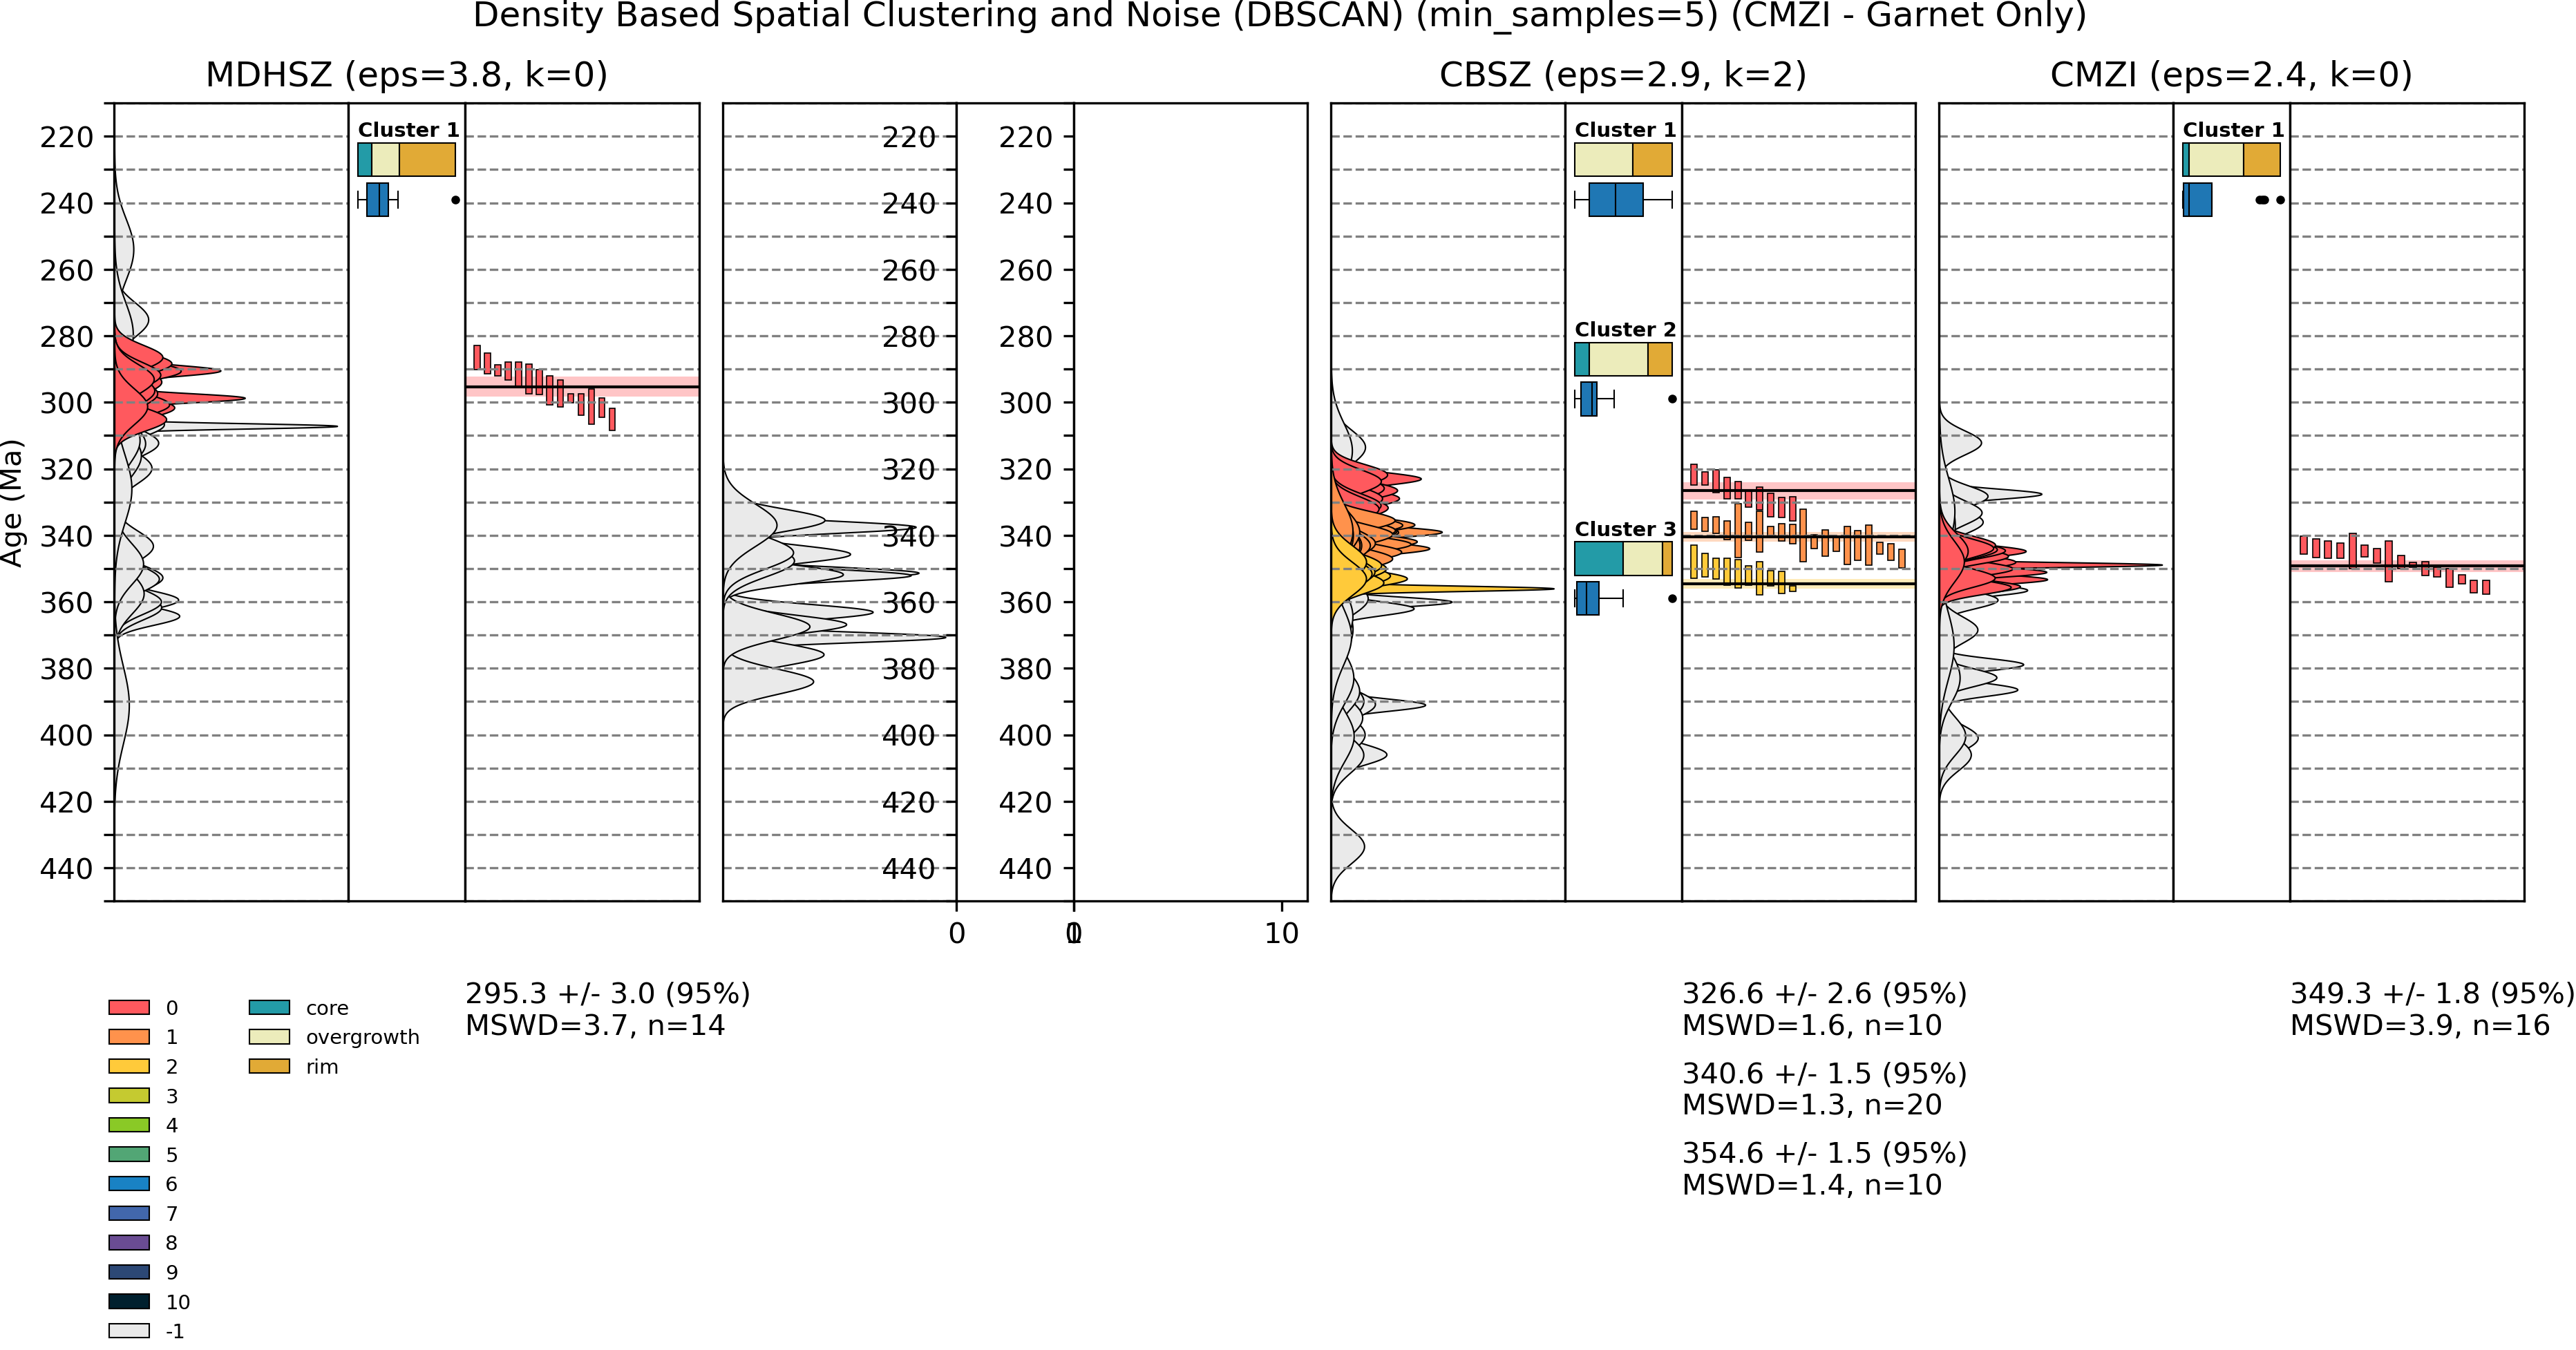 Density Based Spatial Clustering and Noise (DBSCAN) (min_samples=5) (CMZI - Garnet Only)
MDHSZ (eps=3.8, k=0)
CBSZ (eps=2.9, k=2)
CMZI (eps=2.4, k=0)
Age (Ma)
220
240
260
280
300
320
340
360
380
400
420
440
Cluster 1
220
240
260
280
300
320
340
360
380
400
420
440
220
240
260
280
300
320
340
360
380
400
420
440
0
1
0
10
Cluster 1
Cluster 2
Cluster 3
Cluster 1
295.3 +/- 3.0 (95%)
MSWD=3.7, n=14
326.6 +/- 2.6 (95%)
MSWD=1.6, n=10
340.6 +/- 1.5 (95%)
MSWD=1.3, n=20
354.6 +/- 1.5 (95%)
MSWD=1.4, n=10
349.3 +/- 1.8 (95%)
MSWD=3.9, n=16
0
1
2
3
4
5
6
7
8
9
10
-1
core
overgrowth
rim